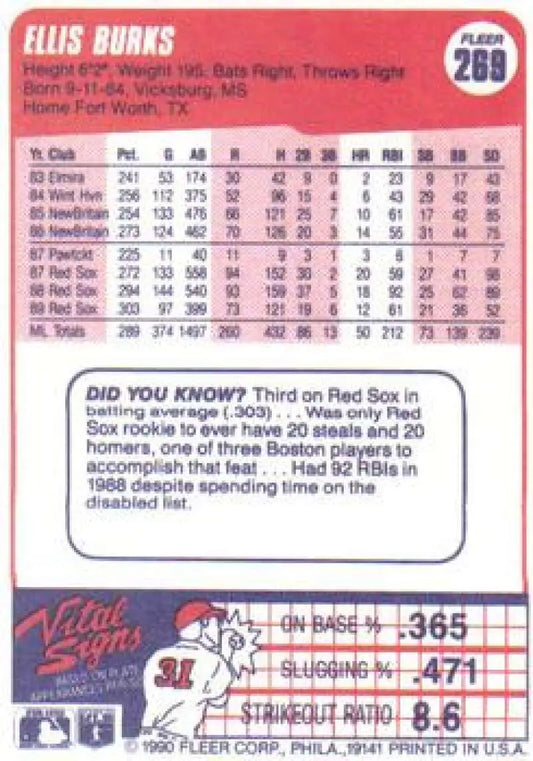 ELLIS BURKS
FLEER
269
Height 6'2", Weight 195, Bats Right, Throws Right
Born 9-11-64, Vicksburg, MS
Home Fort Worth, TX
Yr. Club Pct. G AB R H 2B 3B HR RBI SB BB SO
83 Elmira .241 53 174 30 42 9 0 2 23 9 17 43
84 Wint Hvn .256 112 375 52 96 15 4 6 43 29 42 68
85 NewBritain .254 133 476 66 121 25 7 10 61 17 42 85
86 NewBritain .273 124 462 70 126 20 3 14 55 31 44 75
87 Pawtckt .225 11 40 11 9 3 1 3 6 1 7 7
87 Red Sox .272 133 558 94 152 30 2 20 59 27 41 98
88 Red Sox .294 144 540 93 159 37 5 18 92 25 62 89
89 Red Sox .303 97 399 73 121 19 6 12 61 21 36 52
ML Totals .289 374 1497 260 432 86 13 50 212 73 139 239
DID YOU KNOW? Third on Red Sox in
batting average (.303) . . . Was only Red
Sox rookie to ever have 20 steals and 20
homers, one of three Boston players to
accomplish that feat . . . Had 92 RBIs in
1988 despite spending time on the
disabled list.
Vital
Signs
BASED ON PLATE
31
ON BASE % .365
SLUGGING % .471
STRIKEOUT RATIO 8.6
© 1990 FLEER CORP., PHILA., 19141 PRINTED IN U.S.A.